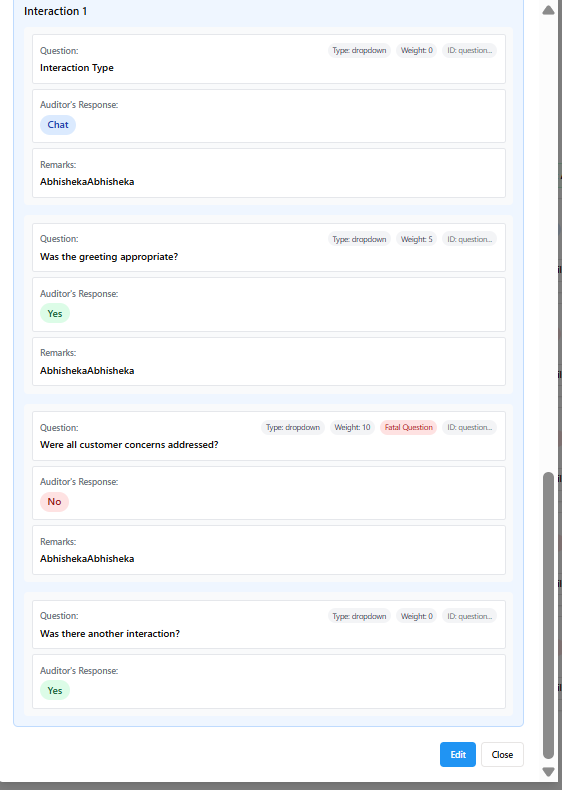 Interaction 1
Question:
Type: dropdown
Weight: 0
ID: question...
Interaction Type
Auditor's Response:
Chat
Remarks:
AbhishekaAbhisheka
Question:
Type: dropdown
Weight: 5
ID: question...
Was the greeting appropriate?
Auditor's Response:
Yes
Remarks:
AbhishekaAbhisheka
Question:
Type: dropdown
Weight: 10
Fatal Question
ID: question...
Were all customer concerns addressed?
Auditor's Response:
No
Remarks:
AbhishekaAbhisheka
Question:
Type: dropdown
Weight: 0
ID: question...
Was there another interaction?
Auditor's Response:
Yes
Edit
Close